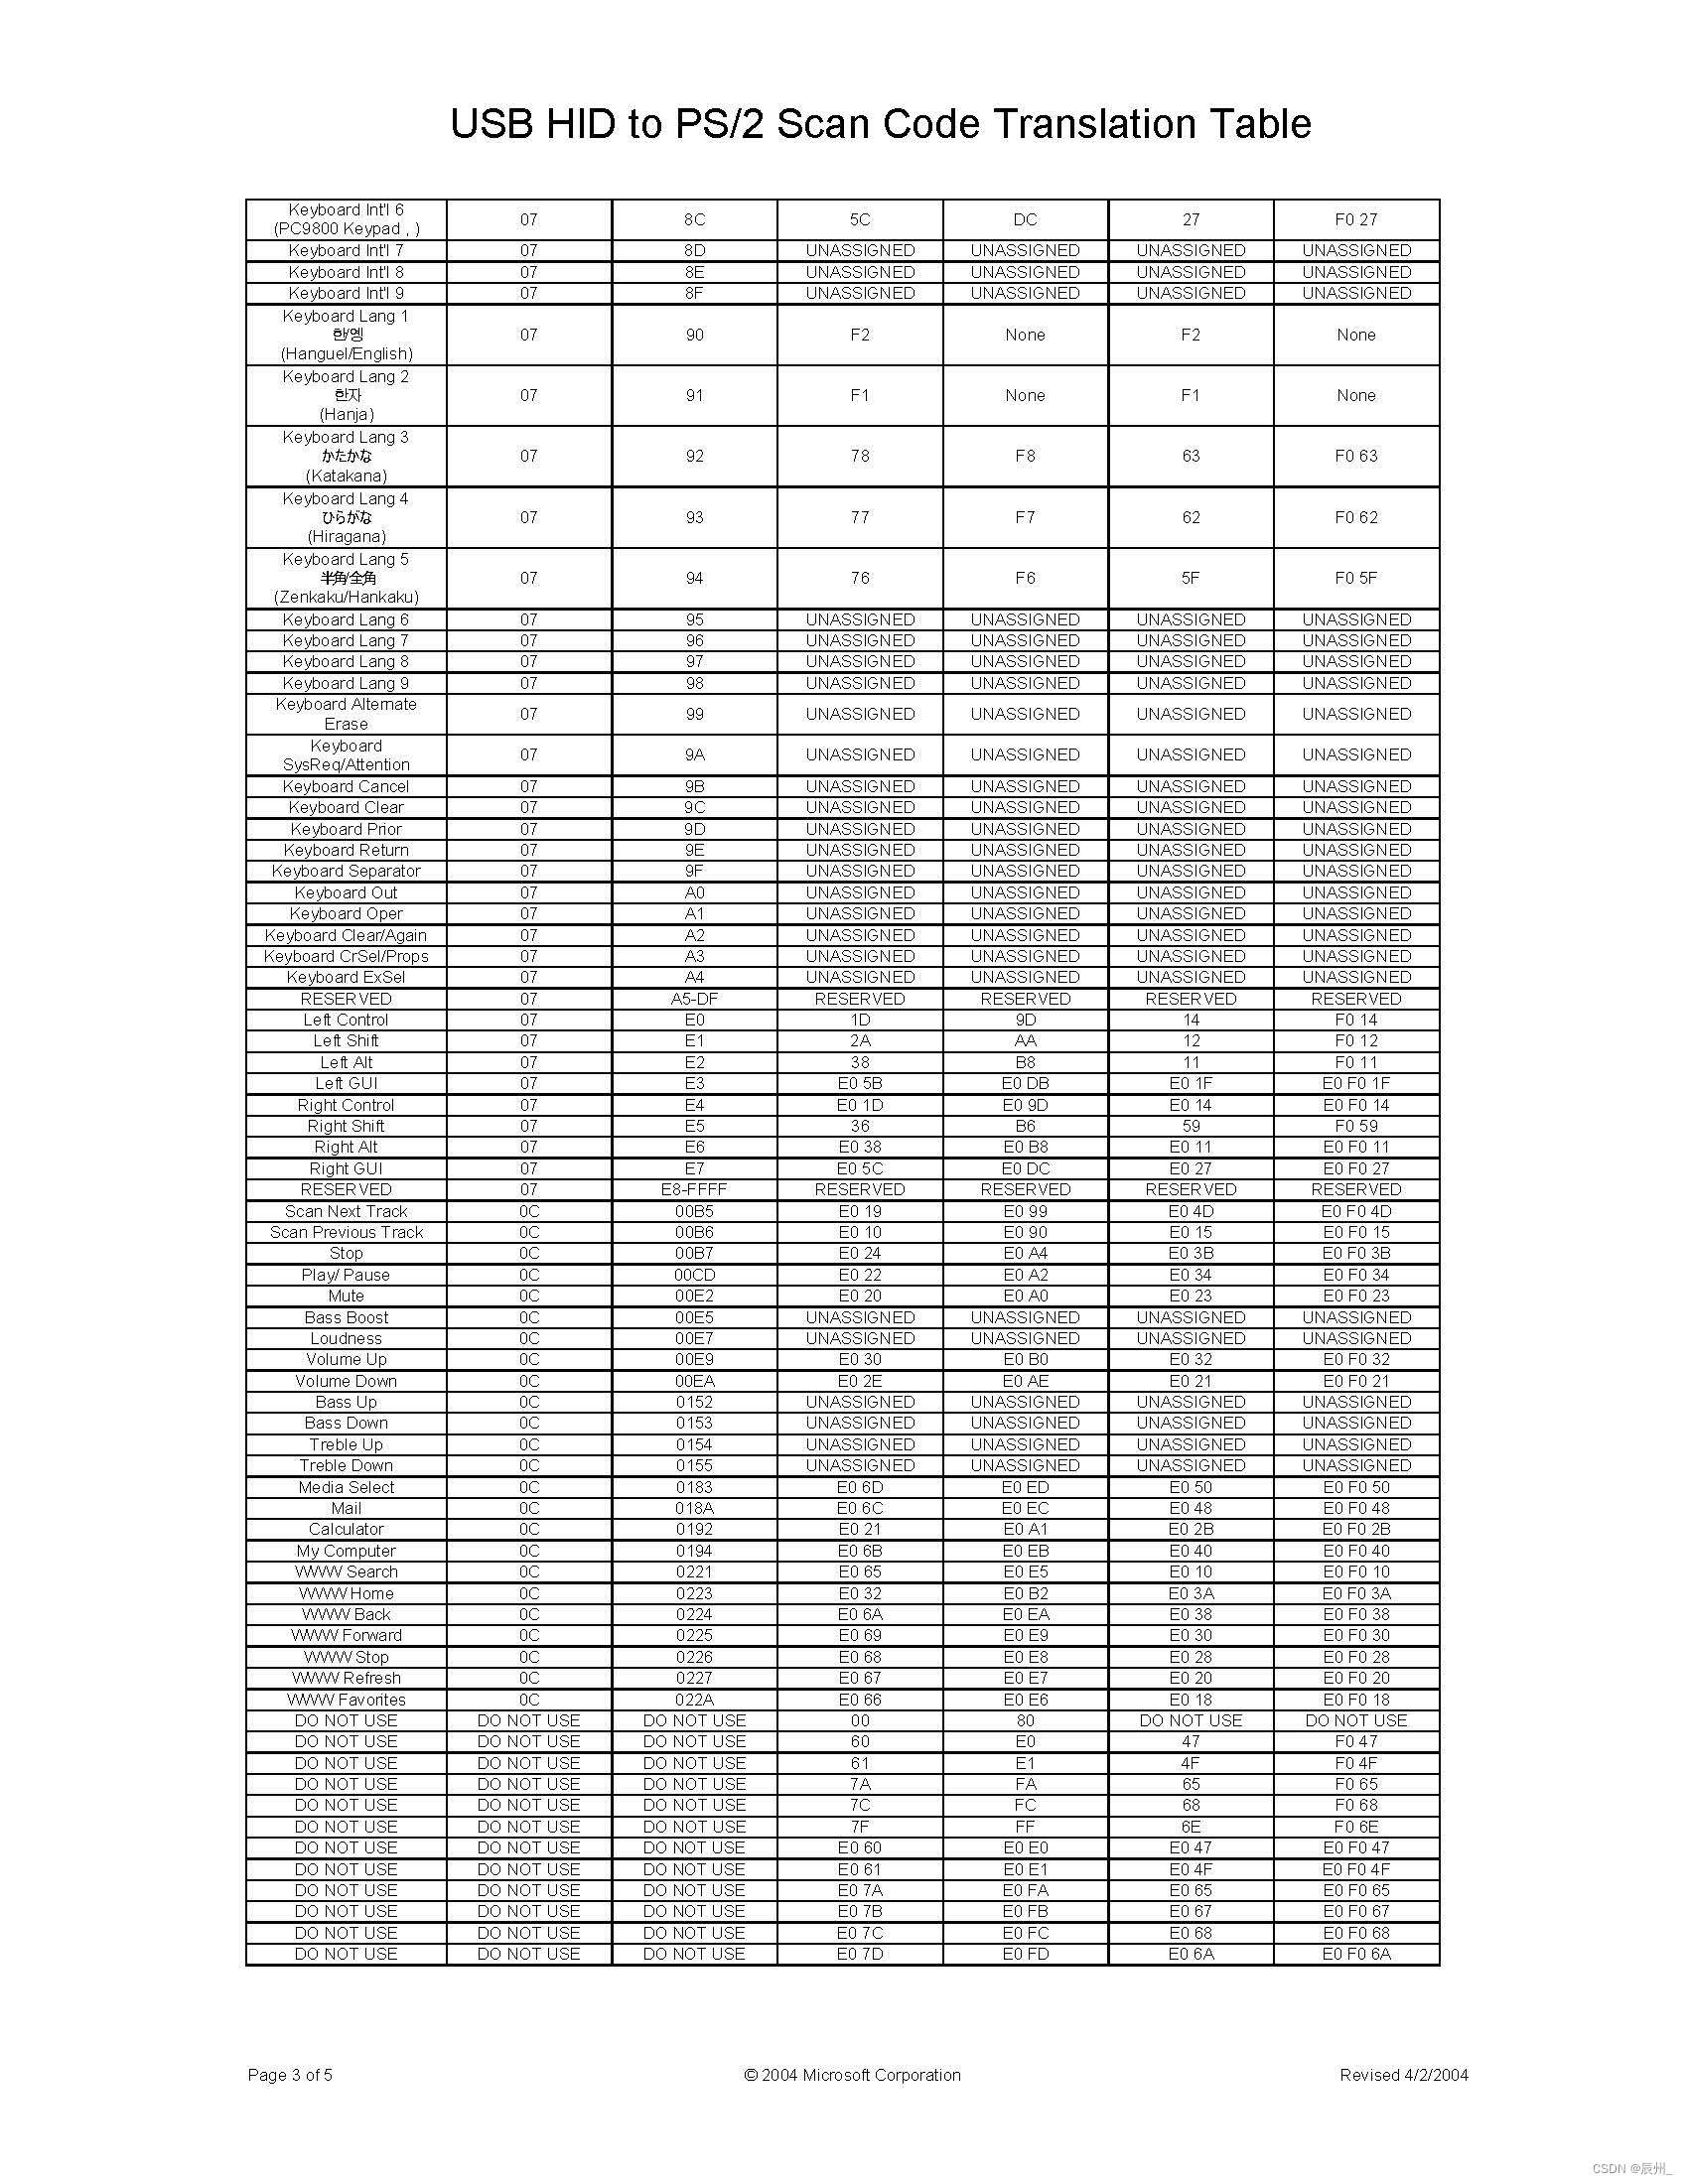 USB HID to PS/2 Scan Code Translation Table
Keyboard Int'l 6
(PC9800 Keypad , ) 07 8C 5C DC 27 F0 27
Keyboard Int'l 7 07 8D UNASSIGNED UNASSIGNED UNASSIGNED UNASSIGNED
Keyboard Int'l 8 07 8E UNASSIGNED UNASSIGNED UNASSIGNED UNASSIGNED
Keyboard Int'l 9 07 8F UNASSIGNED UNASSIGNED UNASSIGNED UNASSIGNED
Keyboard Lang 1
한/영 07 90 F2 None F2 None
(Hanguel/English)
Keyboard Lang 2
한자 07 91 F1 None F1 None
(Hanja)
Keyboard Lang 3
かたかな 07 92 78 F8 63 F0 63
(Katakana)
Keyboard Lang 4
ひらがな 07 93 77 F7 62 F0 62
(Hiragana)
Keyboard Lang 5
半角/全角 07 94 76 F6 5F F0 5F
(Zenkaku/Hankaku)
Keyboard Lang 6 07 95 UNASSIGNED UNASSIGNED UNASSIGNED UNASSIGNED
Keyboard Lang 7 07 96 UNASSIGNED UNASSIGNED UNASSIGNED UNASSIGNED
Keyboard Lang 8 07 97 UNASSIGNED UNASSIGNED UNASSIGNED UNASSIGNED
Keyboard Lang 9 07 98 UNASSIGNED UNASSIGNED UNASSIGNED UNASSIGNED
Keyboard Alternate
Erase 07 99 UNASSIGNED UNASSIGNED UNASSIGNED UNASSIGNED
Keyboard
SysReq/Attention 07 9A UNASSIGNED UNASSIGNED UNASSIGNED UNASSIGNED
Keyboard Cancel 07 9B UNASSIGNED UNASSIGNED UNASSIGNED UNASSIGNED
Keyboard Clear 07 9C UNASSIGNED UNASSIGNED UNASSIGNED UNASSIGNED
Keyboard Prior 07 9D UNASSIGNED UNASSIGNED UNASSIGNED UNASSIGNED
Keyboard Return 07 9E UNASSIGNED UNASSIGNED UNASSIGNED UNASSIGNED
Keyboard Separator 07 9F UNASSIGNED UNASSIGNED UNASSIGNED UNASSIGNED
Keyboard Out 07 A0 UNASSIGNED UNASSIGNED UNASSIGNED UNASSIGNED
Keyboard Oper 07 A1 UNASSIGNED UNASSIGNED UNASSIGNED UNASSIGNED
Keyboard Clear/Again 07 A2 UNASSIGNED UNASSIGNED UNASSIGNED UNASSIGNED
Keyboard CrSel/Props 07 A3 UNASSIGNED UNASSIGNED UNASSIGNED UNASSIGNED
Keyboard ExSel 07 A4 UNASSIGNED UNASSIGNED UNASSIGNED UNASSIGNED
RESERVED 07 A5-DF RESERVED RESERVED RESERVED RESERVED
Left Control 07 E0 1D 9D 14 F0 14
Left Shift 07 E1 2A AA 12 F0 12
Left Alt 07 E2 38 B8 11 F0 11
Left GUI 07 E3 E0 5B E0 DB E0 1F E0 F0 1F
Right Control 07 E4 E0 1D E0 9D E0 14 E0 F0 14
Right Shift 07 E5 36 B6 59 F0 59
Right Alt 07 E6 E0 38 E0 B8 E0 11 E0 F0 11
Right GUI 07 E7 E0 5C E0 DC E0 27 E0 F0 27
RESERVED 07 E8-FFFF RESERVED RESERVED RESERVED RESERVED
Scan Next Track 0C 00B5 E0 19 E0 99 E0 4D E0 F0 4D
Scan Previous Track 0C 00B6 E0 10 E0 90 E0 15 E0 F0 15
Stop 0C 00B7 E0 24 E0 A4 E0 3B E0 F0 3B
Play/ Pause 0C 00CD E0 22 E0 A2 E0 34 E0 F0 34
Mute 0C 00E2 E0 20 E0 A0 E0 23 E0 F0 23
Bass Boost 0C 00E5 UNASSIGNED UNASSIGNED UNASSIGNED UNASSIGNED
Loudness 0C 00E7 UNASSIGNED UNASSIGNED UNASSIGNED UNASSIGNED
Volume Up 0C 00E9 E0 30 E0 B0 E0 32 E0 F0 32
Volume Down 0C 00EA E0 2E E0 AE E0 21 E0 F0 21
Bass Up 0C 0152 UNASSIGNED UNASSIGNED UNASSIGNED UNASSIGNED
Bass Down 0C 0153 UNASSIGNED UNASSIGNED UNASSIGNED UNASSIGNED
Treble Up 0C 0154 UNASSIGNED UNASSIGNED UNASSIGNED UNASSIGNED
Treble Down 0C 0155 UNASSIGNED UNASSIGNED UNASSIGNED UNASSIGNED
Media Select 0C 0183 E0 6D E0 ED E0 50 E0 F0 50
Mail 0C 018A E0 6C E0 EC E0 48 E0 F0 48
Calculator 0C 0192 E0 21 E0 A1 E0 2B E0 F0 2B
My Computer 0C 0194 E0 6B E0 EB E0 40 E0 F0 40
WWW Search 0C 0221 E0 65 E0 E5 E0 10 E0 F0 10
WWW Home 0C 0223 E0 32 E0 B2 E0 3A E0 F0 3A
WWW Back 0C 0224 E0 6A E0 EA E0 38 E0 F0 38
WWW Forward 0C 0225 E0 69 E0 E9 E0 30 E0 F0 30
WWW Stop 0C 0226 E0 68 E0 E8 E0 28 E0 F0 28
WWW Refresh 0C 0227 E0 67 E0 E7 E0 20 E0 F0 20
WWW Favorites 0C 022A E0 66 E0 E6 E0 18 E0 F0 18
DO NOT USE DO NOT USE DO NOT USE 00 80 DO NOT USE DO NOT USE
DO NOT USE DO NOT USE DO NOT USE 60 E0 47 F0 47
DO NOT USE DO NOT USE DO NOT USE 61 E1 4F F0 4F
DO NOT USE DO NOT USE DO NOT USE 7A FA 65 F0 65
DO NOT USE DO NOT USE DO NOT USE 7C FC 68 F0 68
DO NOT USE DO NOT USE DO NOT USE 7F FF 6E F0 6E
DO NOT USE DO NOT USE DO NOT USE E0 60 E0 E0 E0 47 E0 F0 47
DO NOT USE DO NOT USE DO NOT USE E0 61 E0 E1 E0 4F E0 F0 4F
DO NOT USE DO NOT USE DO NOT USE E0 7A E0 FA E0 65 E0 F0 65
DO NOT USE DO NOT USE DO NOT USE E0 7B E0 FB E0 67 E0 F0 67
DO NOT USE DO NOT USE DO NOT USE E0 7C E0 FC E0 68 E0 F0 68
DO NOT USE DO NOT USE DO NOT USE E0 7D E0 FD E0 6A E0 F0 6A
Page 3 of 5 © 2004 Microsoft Corporation Revised 4/2/2004
CSDN @辰州_